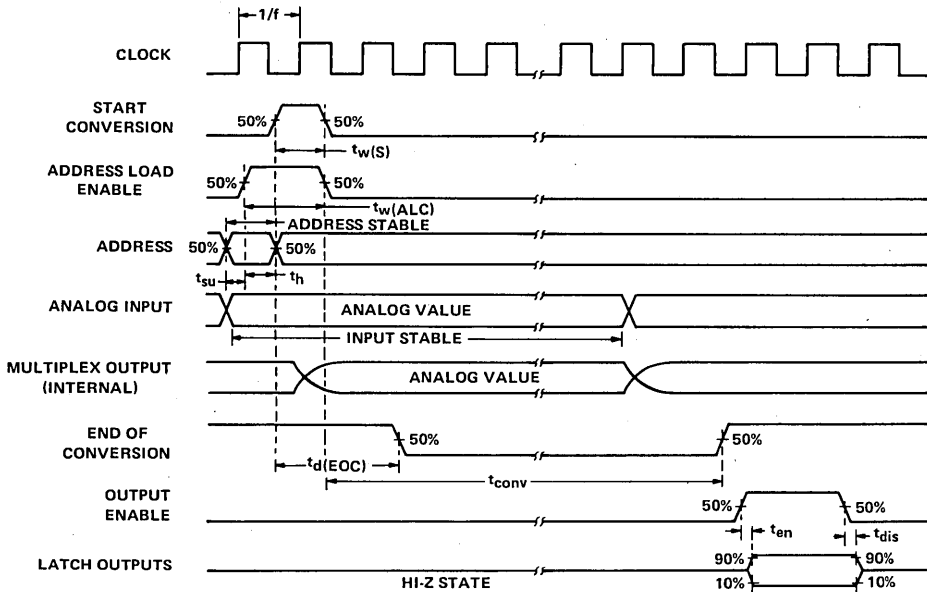 1/f
CLOCK
START
CONVERSION
50%
50%
tw(S)
ADDRESS LOAD
ENABLE
50%
50%
tw(ALC)
ADDRESS STABLE
ADDRESS
50%
50%
tsu
th
ANALOG INPUT
ANALOG VALUE
INPUT STABLE
MULTIPLEX OUTPUT
(INTERNAL)
ANALOG VALUE
END OF
CONVERSION
50%
50%
td(EOC)
tconv
OUTPUT
ENABLE
50%
50%
ten
tdis
LATCH OUTPUTS
90%
90%
HI-Z STATE
10%
10%